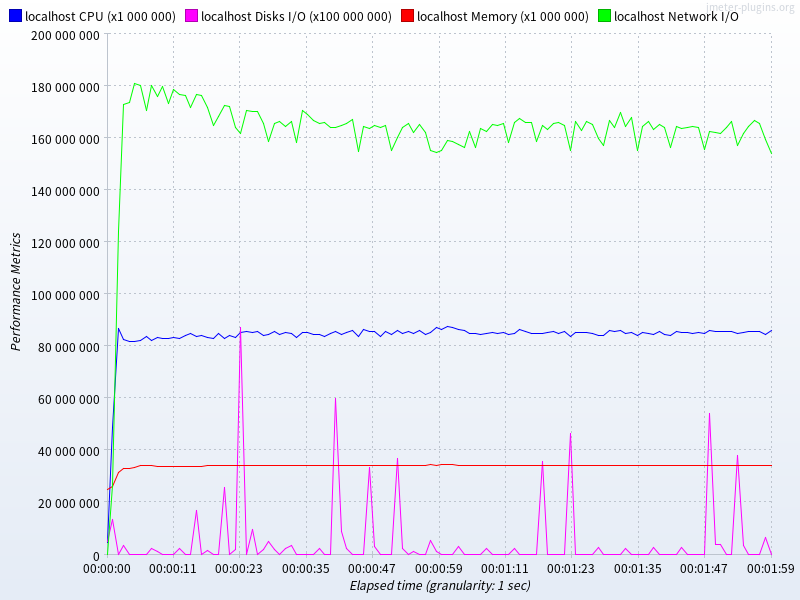 jmeter-plugins.org
localhost CPU (x1 000 000) localhost Disks I/O (x100 000 000) localhost Memory (x1 000 000) localhost Network I/O
200 000 000
180 000 000
160 000 000
140 000 000
120 000 000
100 000 000
80 000 000
60 000 000
40 000 000
20 000 000
0
Performance Metrics
00:00:00 00:00:11 00:00:23 00:00:35 00:00:47 00:00:59 00:01:11 00:01:23 00:01:35 00:01:47 00:01:59
Elapsed time (granularity: 1 sec)